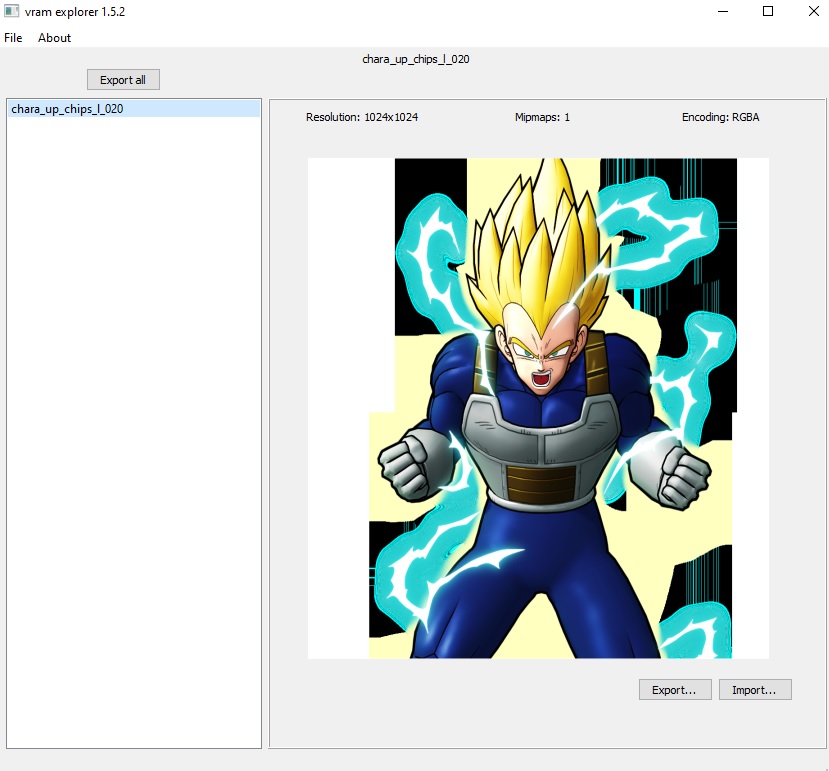 vram explorer 1.5.2
File About
chara_up_chips_l_020
Export all
chara_up_chips_l_020
Resolution: 1024x1024 Mipmaps: 1 Encoding: RGBA
Export... Import...